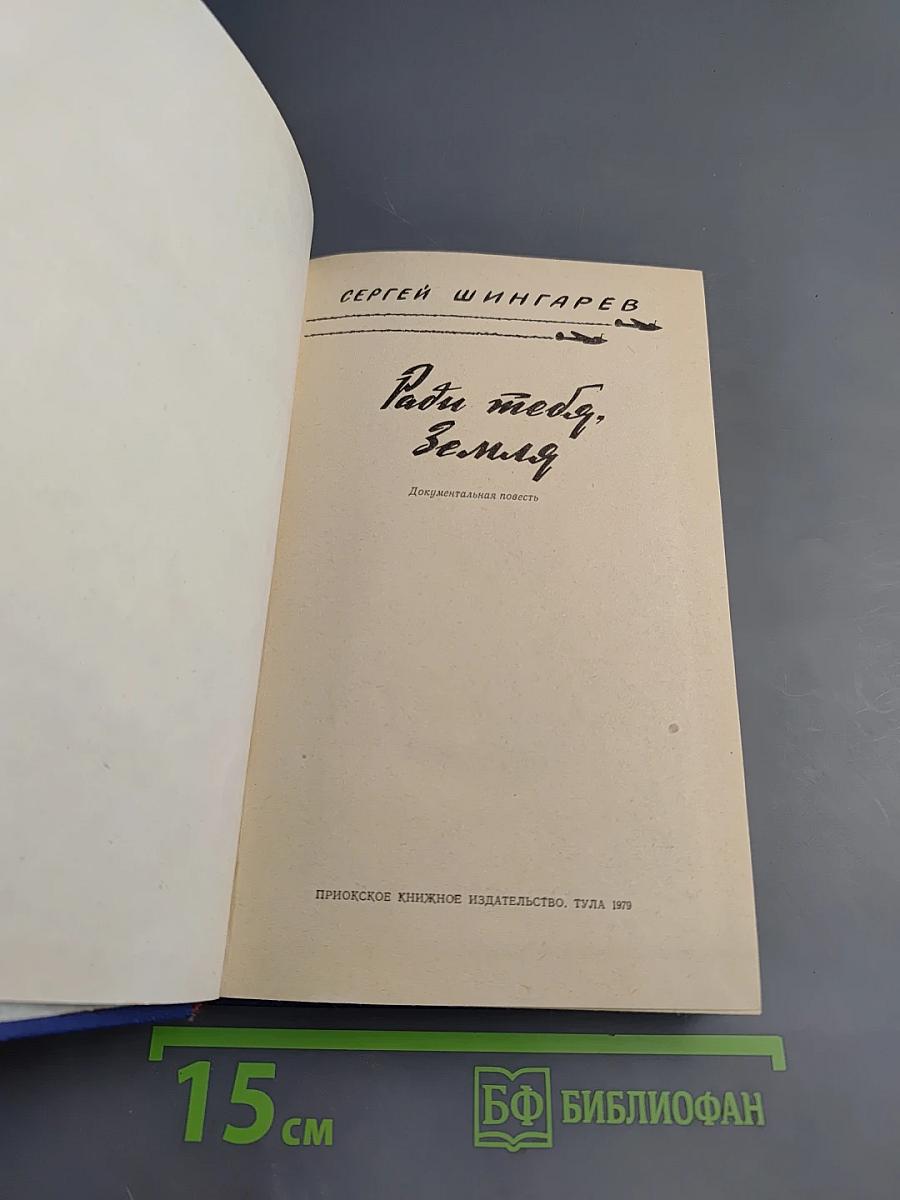 СЕРГЕЙ ШИНГАРЕВ
Ради тебя,
Земля
Документальная повесть
ПРИОКСКОЕ КНИЖНОЕ ИЗДАТЕЛЬСТВО. ТУЛА 1979
15 см
БФ БИБЛИОФАН